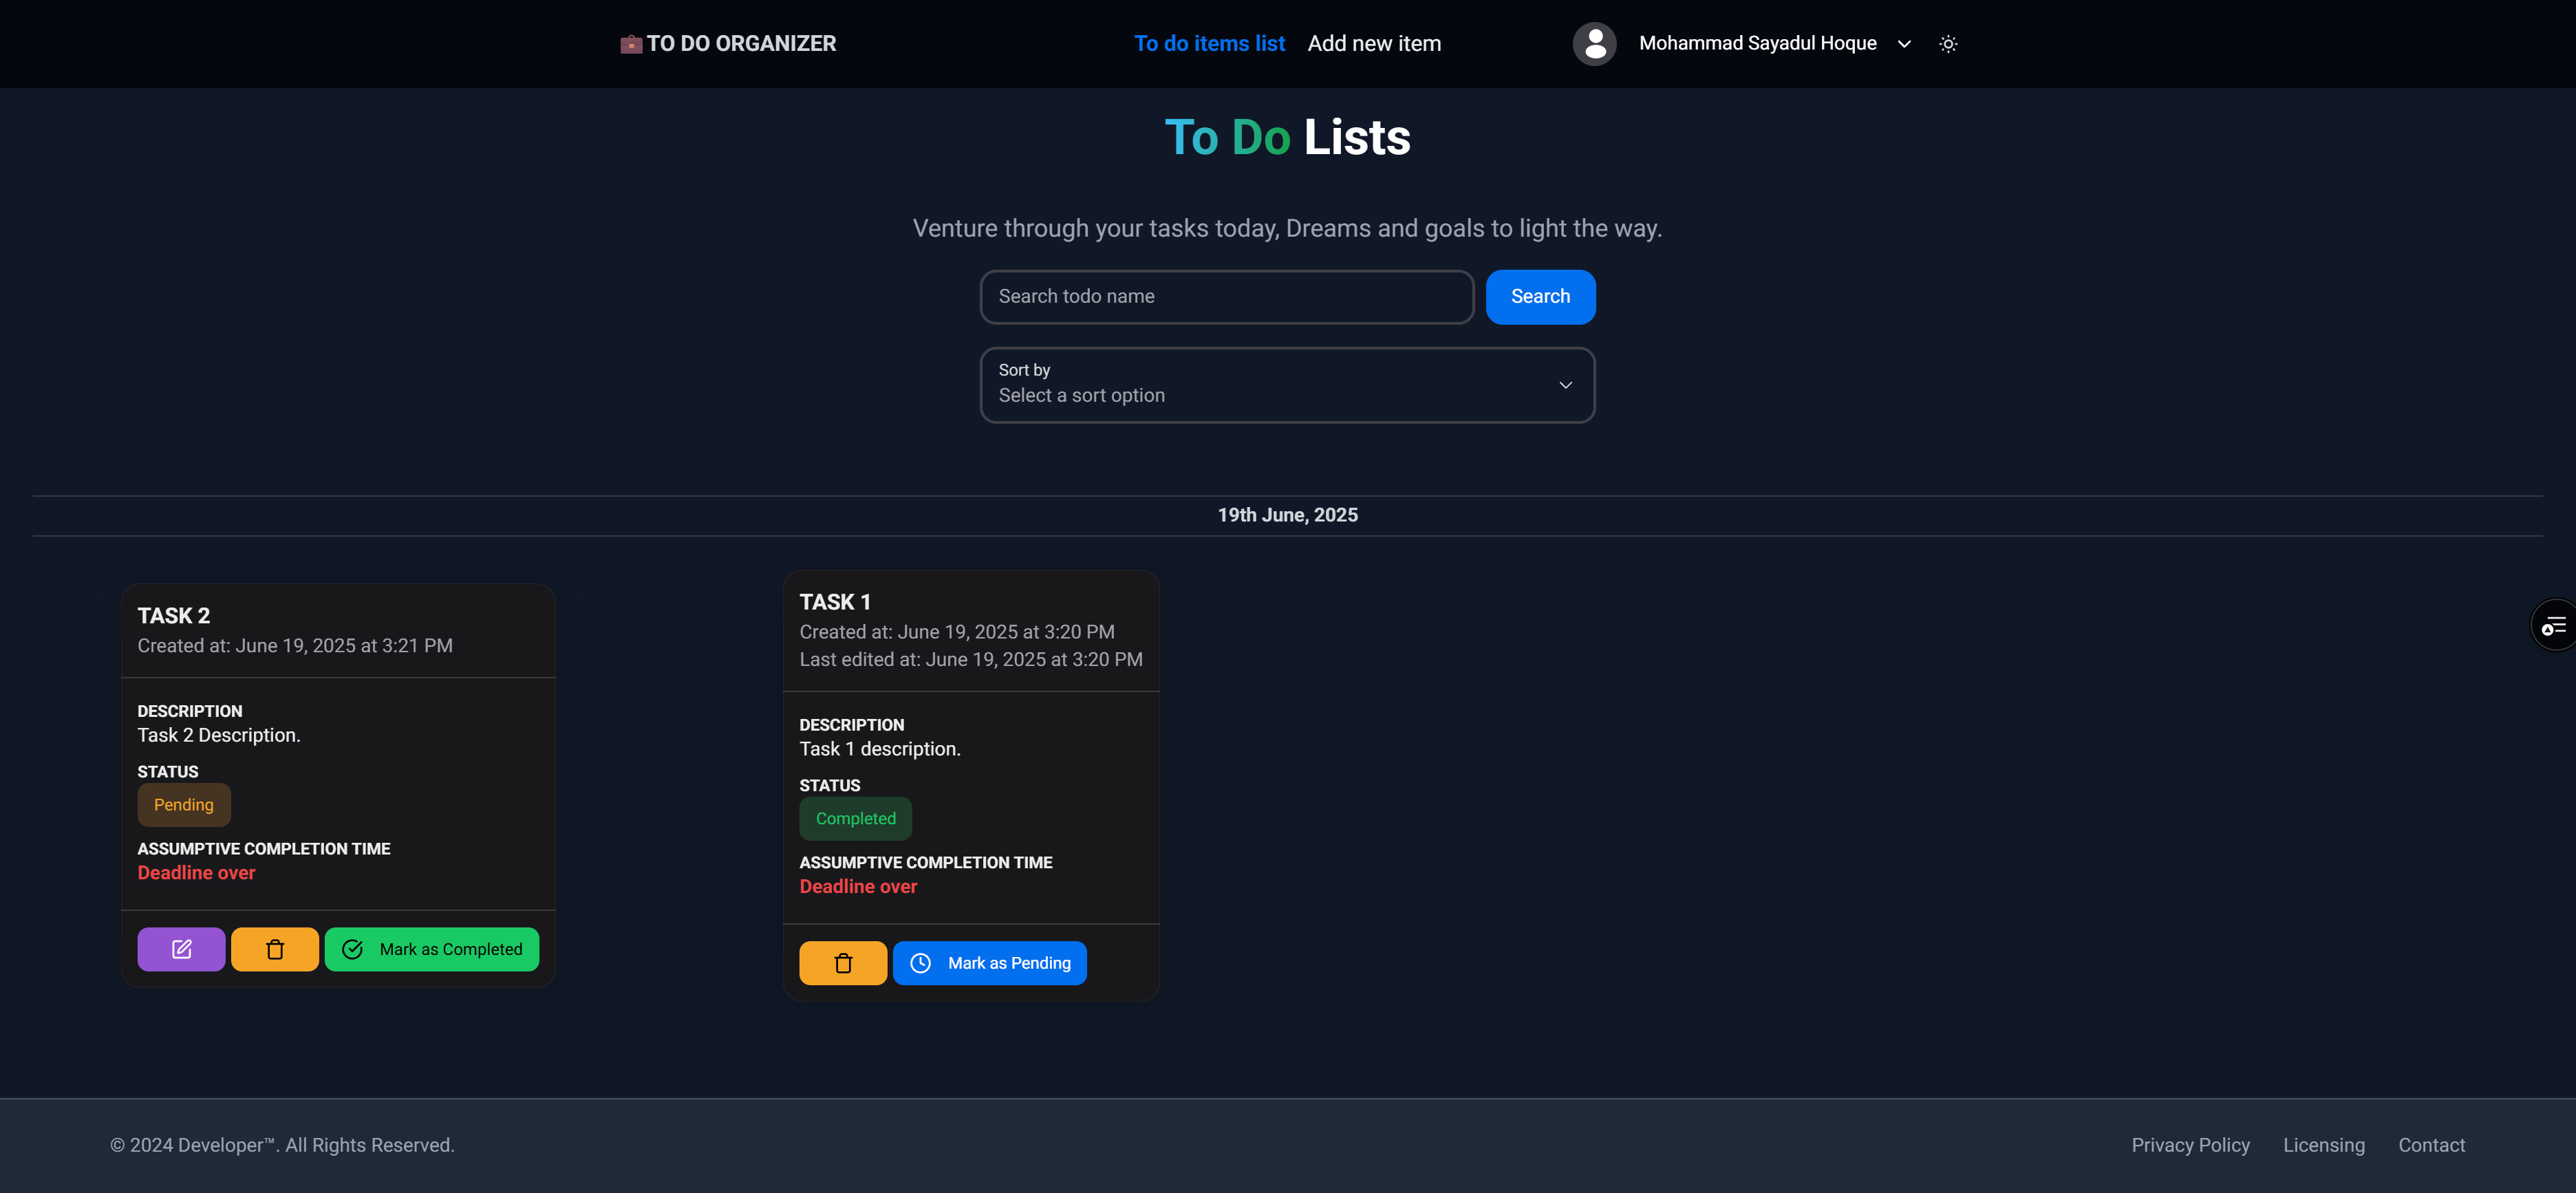 TO DO ORGANIZER
To do items list
Add new item
Mohammad Sayadul Hoque
To Do Lists
Venture through your tasks today, Dreams and goals to light the way.
Search todo name
Search
Sort by
Select a sort option
19th June, 2025
TASK 2
Created at: June 19, 2025 at 3:21 PM
DESCRIPTION
Task 2 Description.
STATUS
Pending
ASSUMPTIVE COMPLETION TIME
Deadline over
Mark as Completed
TASK 1
Created at: June 19, 2025 at 3:20 PM
Last edited at: June 19, 2025 at 3:20 PM
DESCRIPTION
Task 1 description.
STATUS
Completed
ASSUMPTIVE COMPLETION TIME
Deadline over
Mark as Pending
© 2024 Developer™. All Rights Reserved.
Privacy Policy
Licensing
Contact